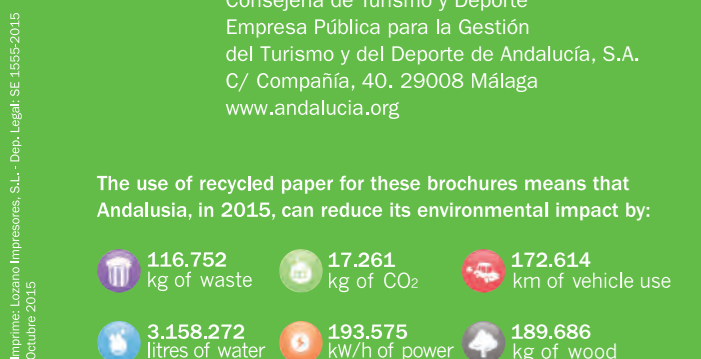 Consejería de Turismo y Deporte
Empresa Pública para la Gestión
del Turismo y del Deporte de Andalucía, S.A.
C/ Compañía, 40. 29008 Málaga
www.andalucia.org
The use of recycled paper for these brochures means that
Andalusia, in 2015, can reduce its environmental impact by:
116.752
kg of waste
17.261
kg of CO2
172.614
km of vehicle use
3.158.272
litres of water
193.575
kW/h of power
189.686
kg of wood
Imprime: Lozano Impresores, S.L. - Dep. Legal: SE 1555-2015
Octubre 2015